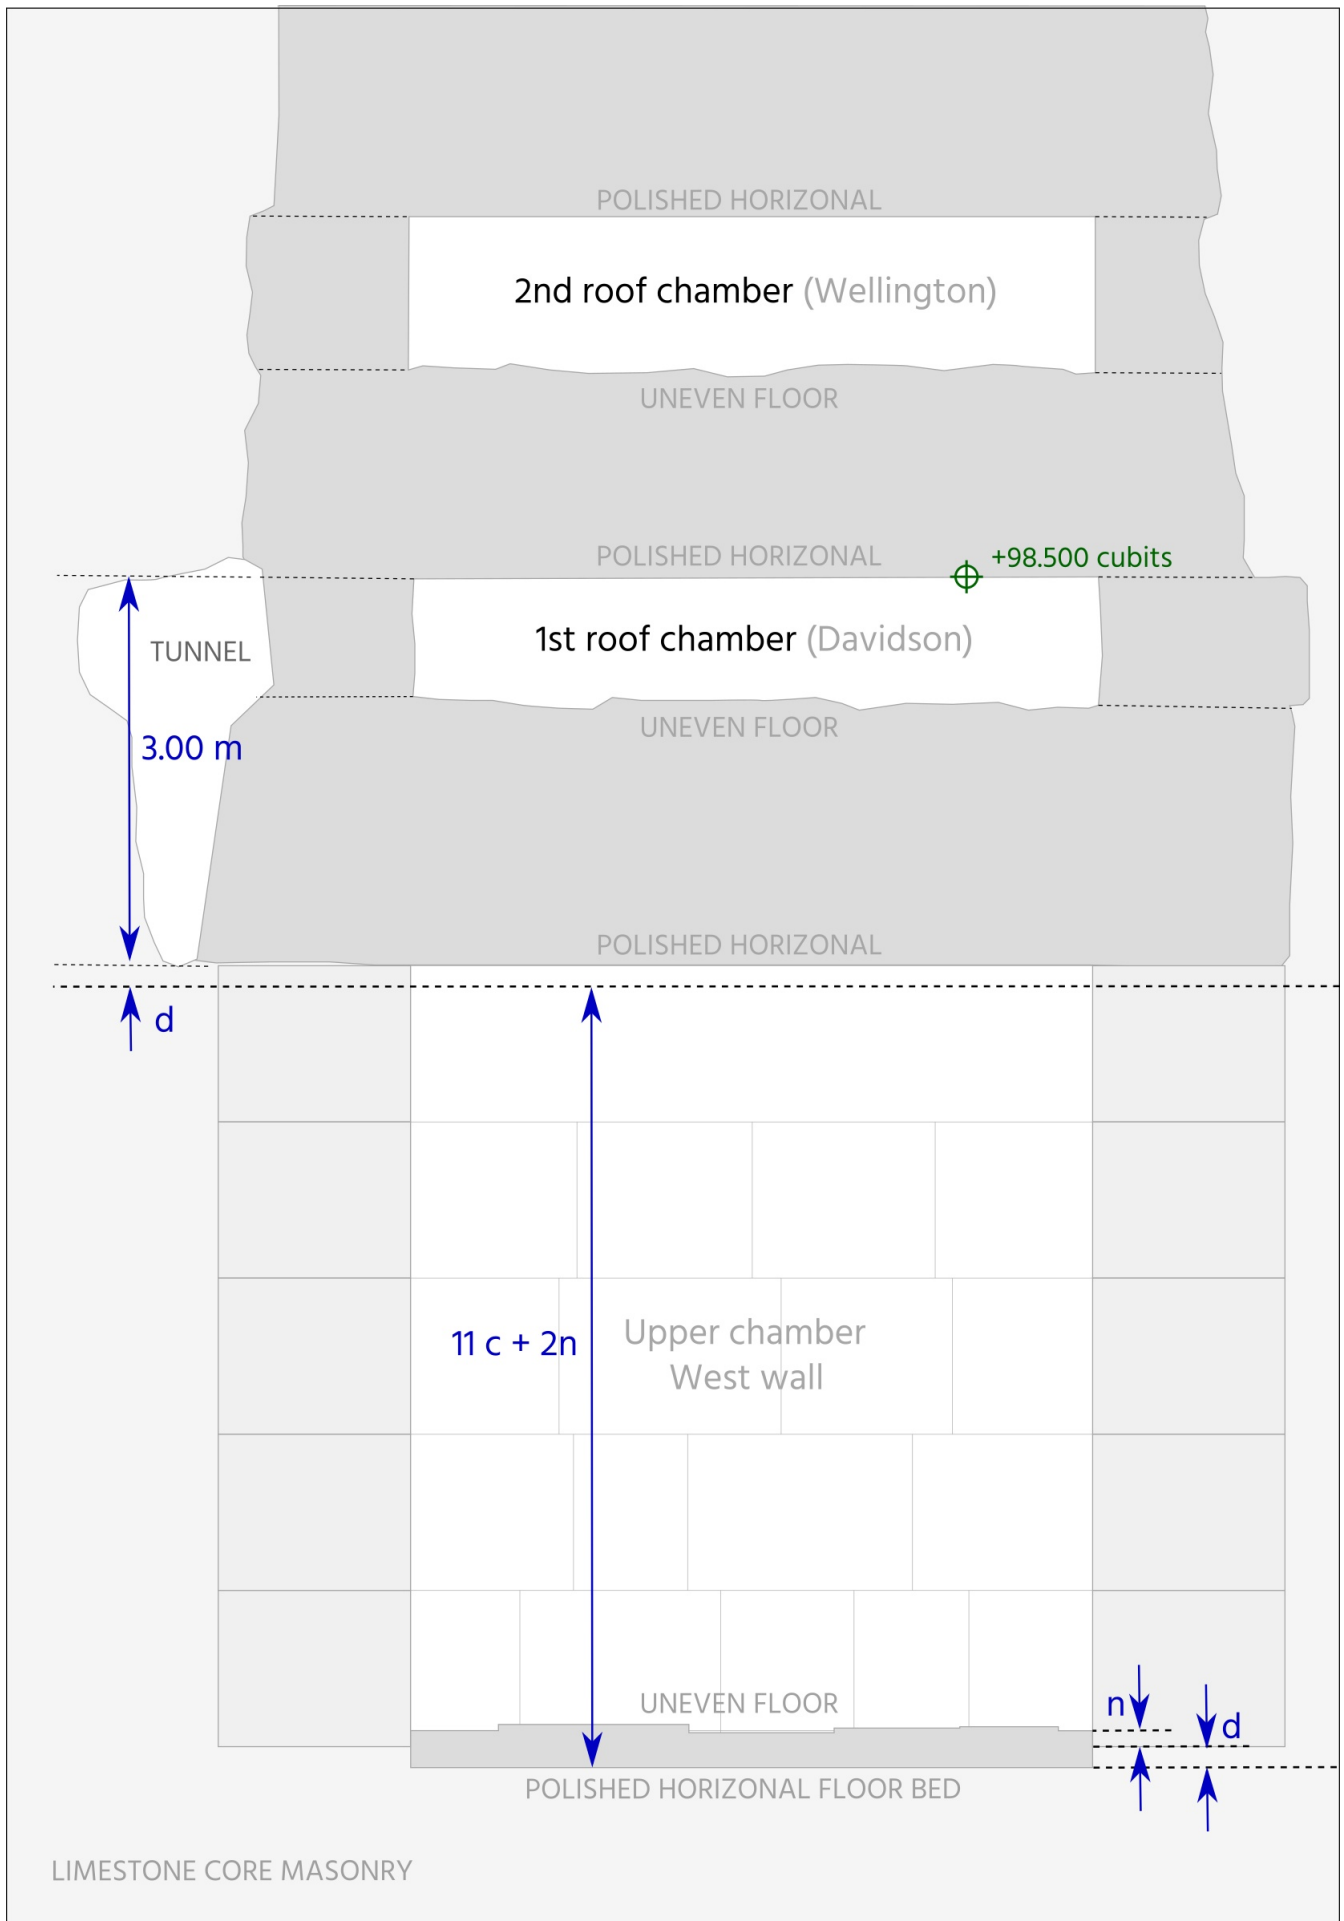 POLISHED HORIZONAL
2nd roof chamber (Wellington)
UNEVEN FLOOR
POLISHED HORIZONAL
+98.500 cubits
1st roof chamber (Davidson)
TUNNEL
UNEVEN FLOOR
3.00 m
POLISHED HORIZONAL
d
11 c + 2n
Upper chamber
West wall
UNEVEN FLOOR
n
d
POLISHED HORIZONAL FLOOR BED
LIMESTONE CORE MASONRY